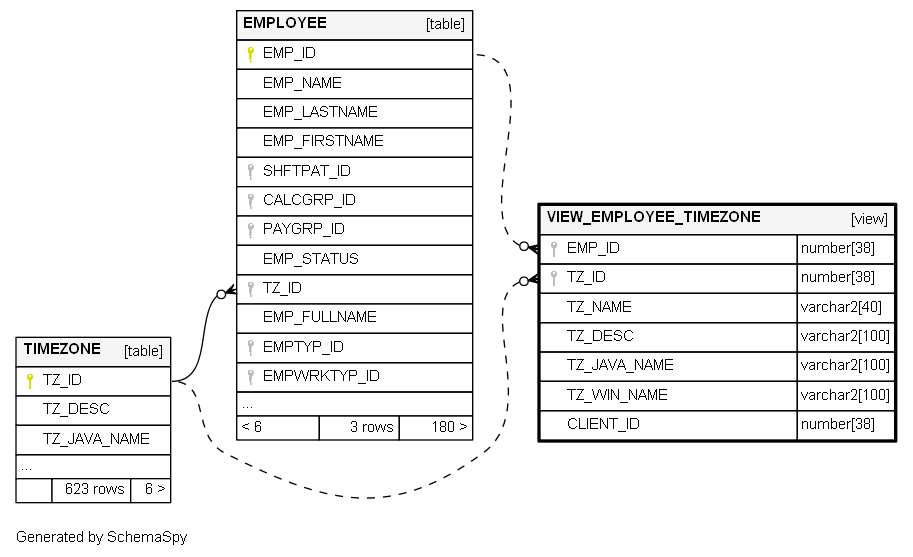 EMPLOYEE [table]
EMP_ID
EMP_NAME
EMP_LASTNAME
EMP_FIRSTNAME
SHFTPAT_ID
CALCGRP_ID
PAYGRP_ID
EMP_STATUS
TZ_ID
EMP_FULLNAME
EMPTYP_ID
EMPWRKTYP_ID
...
< 6 3 rows 180 >
VIEW_EMPLOYEE_TIMEZONE [view]
EMP_ID number[38]
TZ_ID number[38]
TZ_NAME varchar2[40]
TZ_DESC varchar2[100]
TZ_JAVA_NAME varchar2[100]
TZ_WIN_NAME varchar2[100]
CLIENT_ID number[38]
TIMEZONE [table]
TZ_ID
TZ_DESC
TZ_JAVA_NAME
...
623 rows 6 >
Generated by SchemaSpy